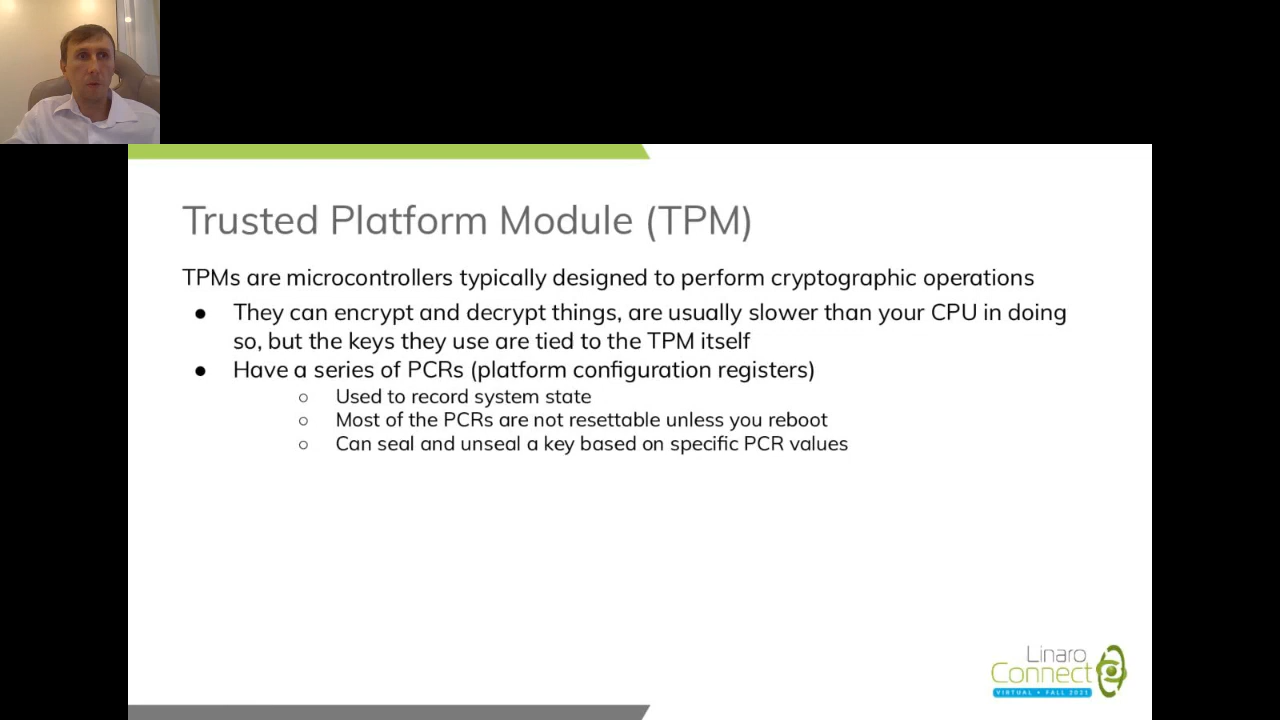 Trusted Platform Module (TPM)
TPMs are microcontrollers typically designed to perform cryptographic operations
● They can encrypt and decrypt things, are usually slower than your CPU in doing
so, but the keys they use are tied to the TPM itself
● Have a series of PCRs (platform configuration registers)
○ Used to record system state
○ Most of the PCRs are not resettable unless you reboot
○ Can seal and unseal a key based on specific PCR values
Linaro
Connect
VIRTUAL • FALL 2021